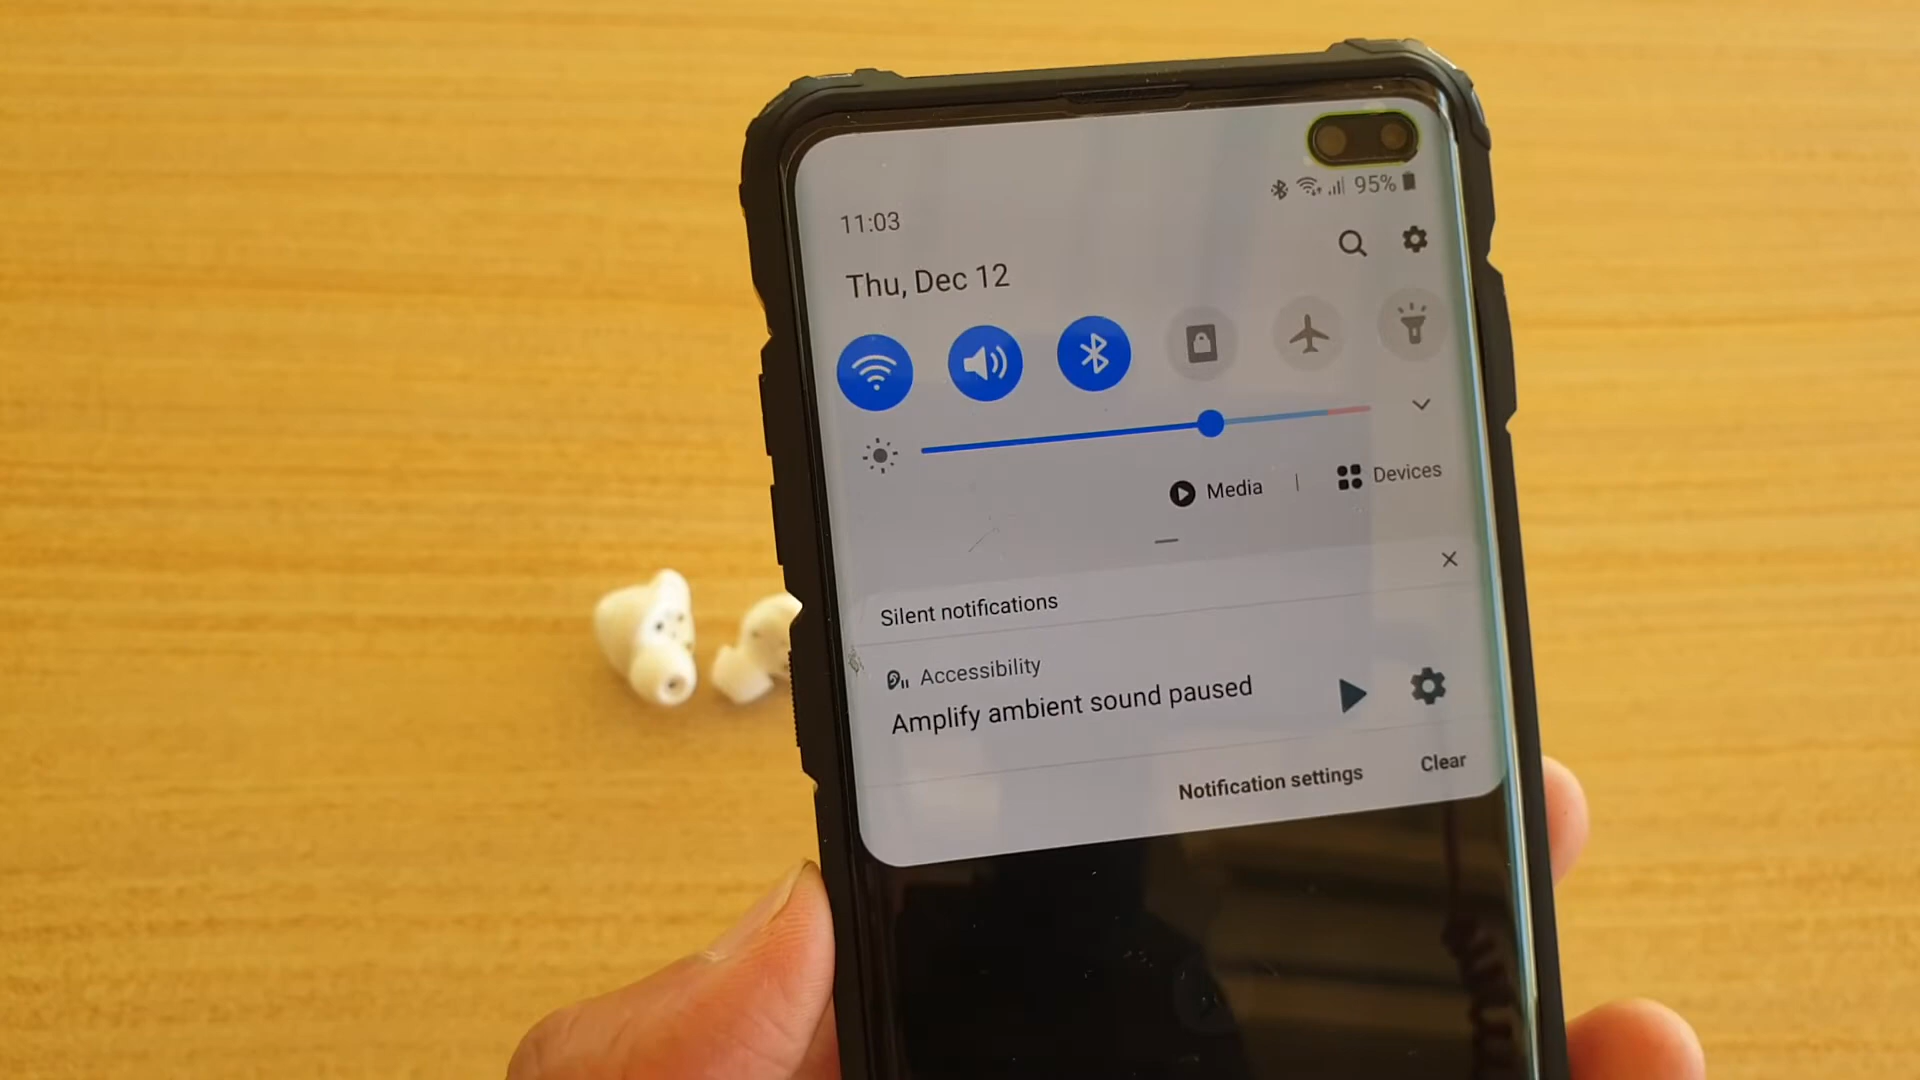 95%
11:03
Thu, Dec 12
Media | Devices
Silent notifications
Accessibility
Amplify ambient sound paused
Notification settings Clear